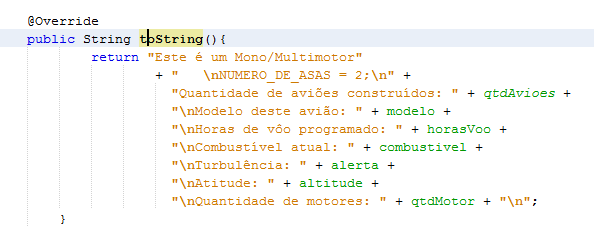 @Override
public String toString(){
return "Este é um Mono/Multimotor"
+ "   \nNUMERO_DE_ASAS = 2;\n" +
"Quantidade de aviões construídos: " + qtdAvioes +
"\nModelo deste avião: " + modelo +
"\nHoras de vôo programado: " + horasVoo +
"\nCombustível atual: " + combustivel +
"\nTurbulência: " + alerta +
"\nAtitude: " + altitude +
"\nQuantidade de motores: " + qtdMotor + "\n";
}